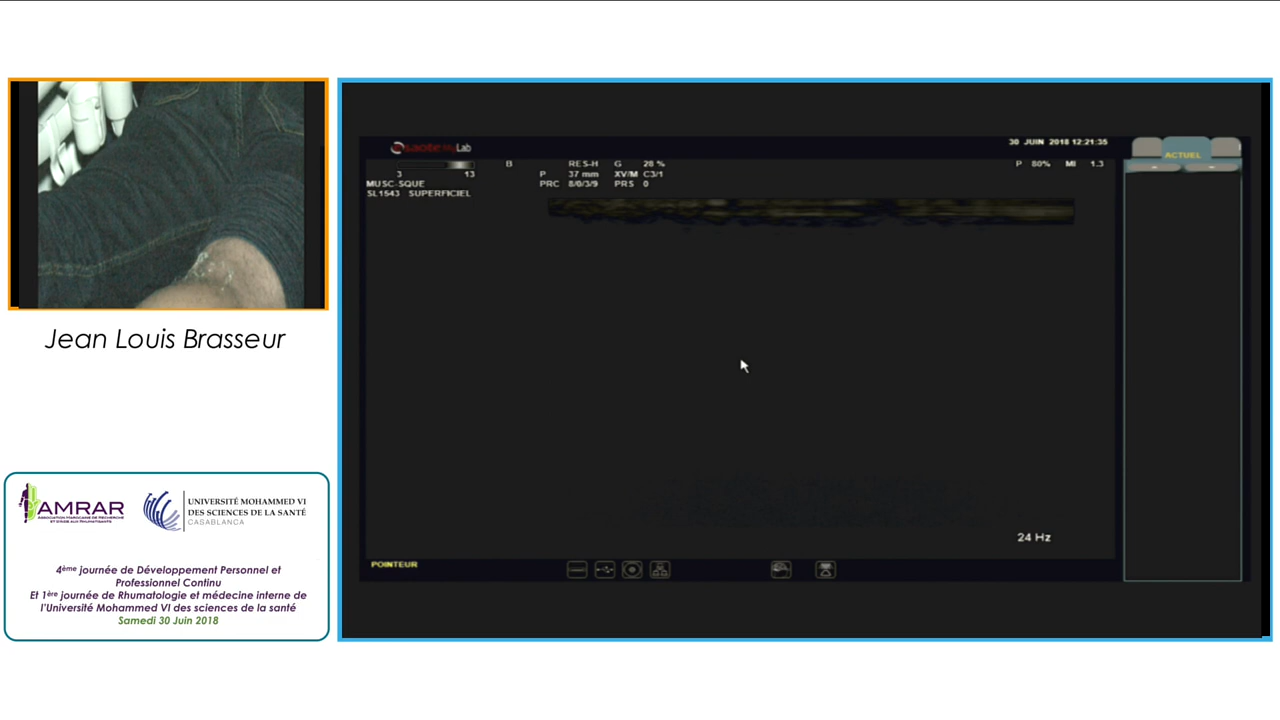 Jean Louis Brasseur
AMRAR
UNIVERSITÉ MOHAMMED VI
DES SCIENCES DE LA SANTÉ
CASABLANCA
4ème journée de Développement Personnel et
Professionnel Continu
Et 1ère journée de Rhumatologie et médecine interne de
l'Université Mohammed VI des sciences de la santé
Samedi 30 Juin 2018
esaote MyLab
30 JUIN 2018 12:21:35
B RES-H G 28 % P 80% MI 1.3
3 13 P 37 mm XV/M C3/1
MUSC-SQUE PRC 8/0/3/9 PRS 0
SL1543 SUPERFICIEL
ACTUEL
24 Hz
POINTEUR